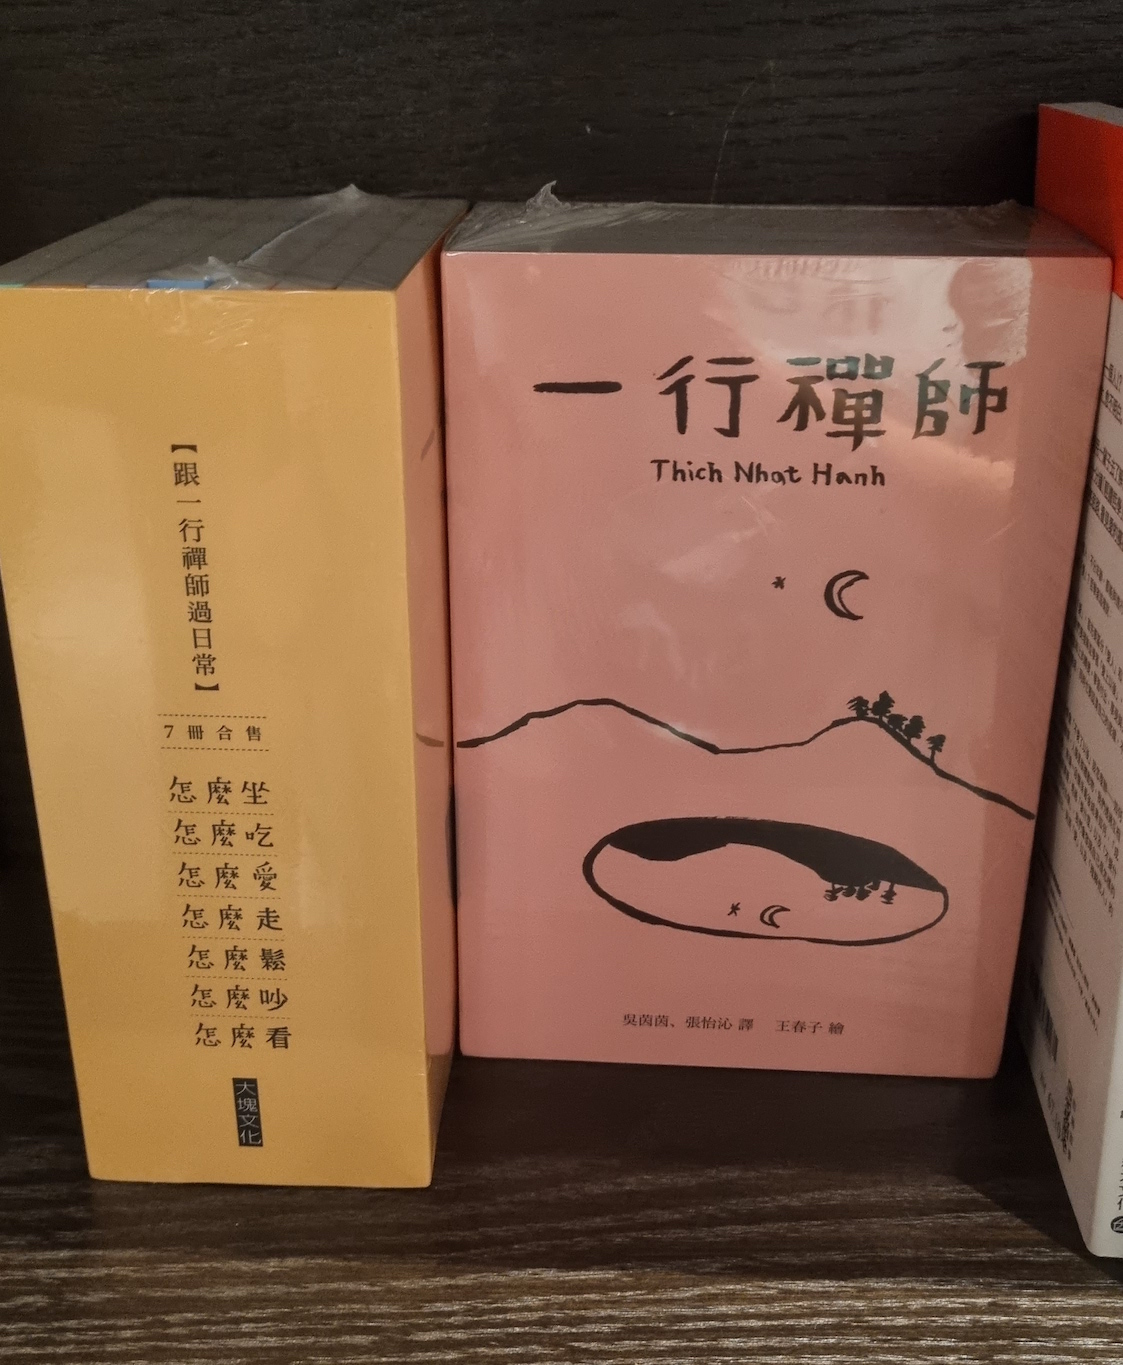 【跟一行禪師過日常】
7冊合售
怎麼坐
怎麼吃
怎麼愛
怎麼走
怎麼鬆
怎麼吵
怎麼看
大塊文化
一行禪師
Thich Nhat Hanh
吳茵茵、張怡沁 譯 王春子 繪